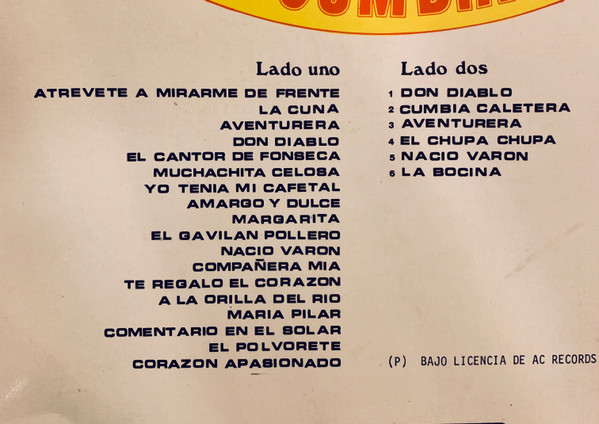 Lado uno
ATREVETE A MIRARME DE FRENTE
LA CUNA
AVENTURERA
DON DIABLO
EL CANTOR DE FONSECA
MUCHACHITA CELOSA
YO TENIA MI CAFETAL
AMARGO Y DULCE
MARGARITA
EL GAVILAN POLLERO
NACIO VARON
COMPAÑERA MIA
TE REGALO EL CORAZON
A LA ORILLA DEL RIO
MARIA PILAR
COMENTARIO EN EL SOLAR
EL POLVORETE
CORAZON APASIONADO
Lado dos
1 DON DIABLO
2 CUMBIA CALETERA
3 AVENTURERA
4 EL CHUPA CHUPA
5 NACIO VARON
6 LA BOCINA
(P) BAJO LICENCIA DE AC RECORDS